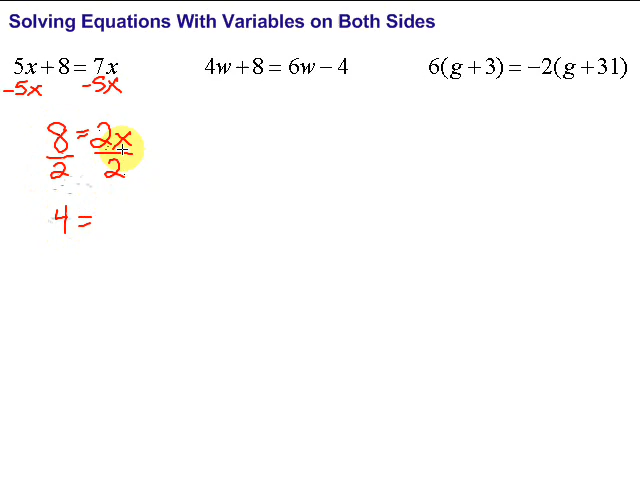 Solving Equations With Variables on Both Sides
5x + 8 = 7x 4w + 8 = 6w − 4 6(g + 3) = −2(g + 31)
-5x -5x
8 = 2x
2 2
4 =